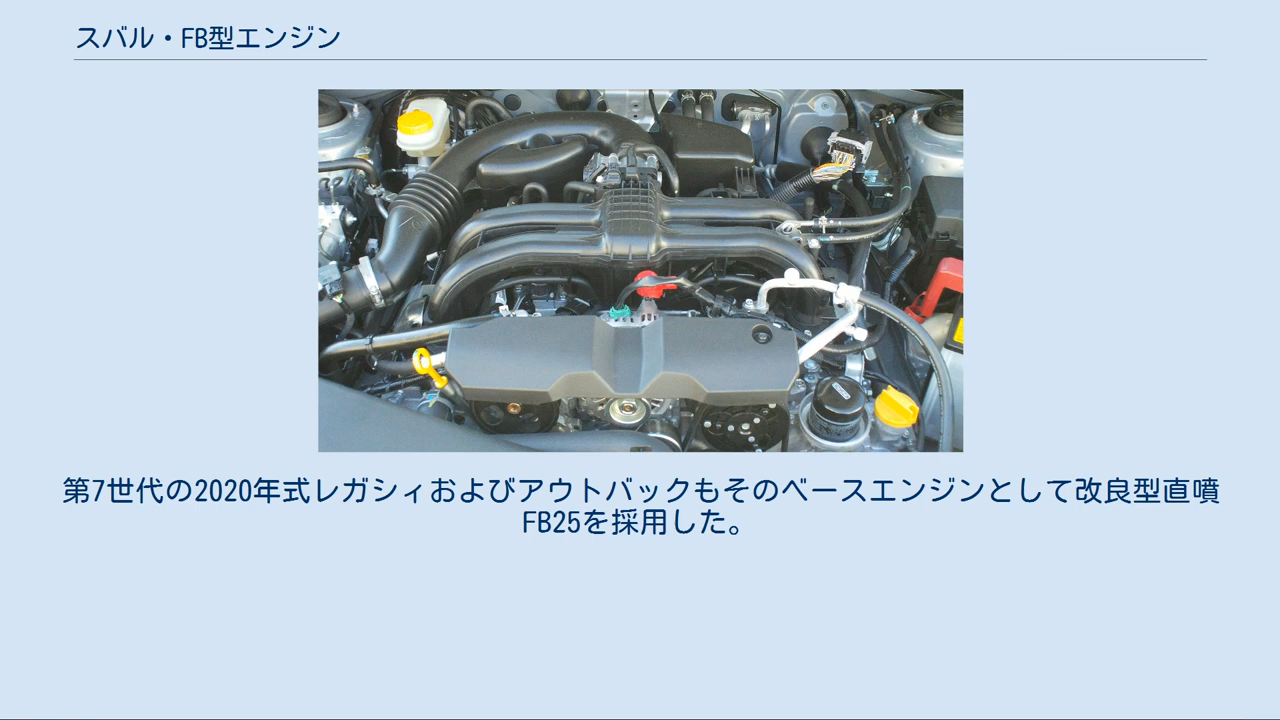 スバル・FB型エンジン
第7世代の2020年式レガシィおよびアウトバックもそのベースエンジンとして改良型直噴
FB25を採用した。